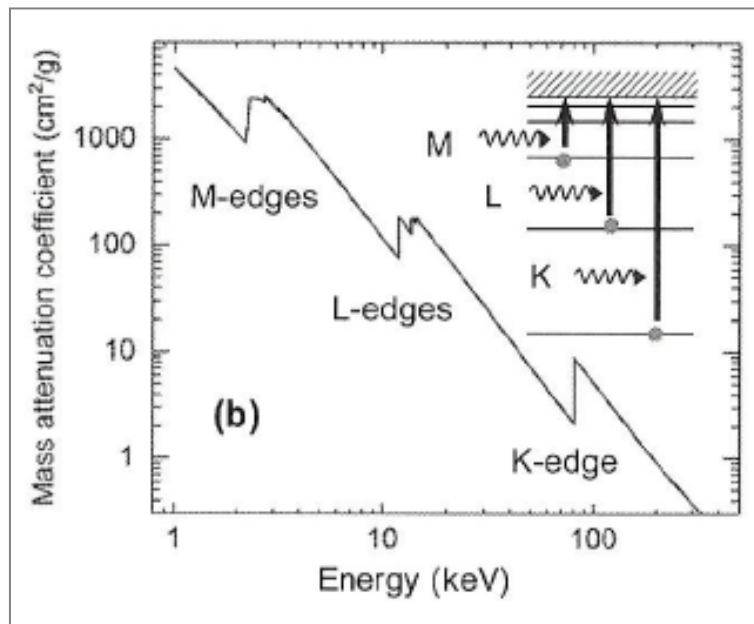 Mass attenuation coefficient (cm²/g)
1000
100
10
1
M-edges
L-edges
K-edge
(b)
M
L
K
1
10
100
Energy (keV)